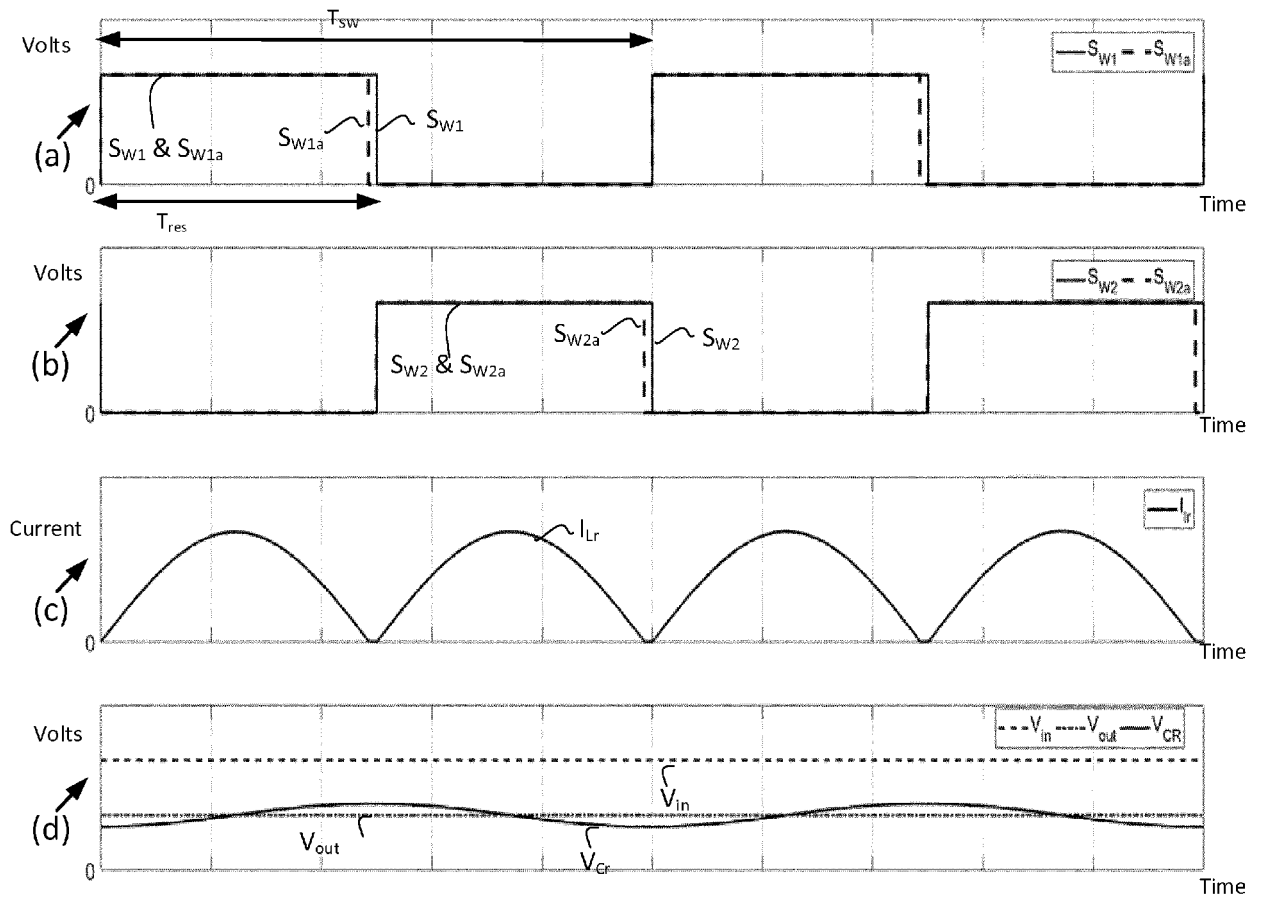 T_sw
Volts
S_W1 S_W1a
(a)
S_W1 & S_W1a
S_W1a
S_W1
0
Time
T_res
Volts
S_W2 S_W2a
(b)
S_W2 & S_W2a
S_W2a
S_W2
0
Time
Current
I_lr
I_Lr
(c)
0
Time
Volts
V_in V_out V_CR
V_in
(d)
V_out
V_Cr
0
Time